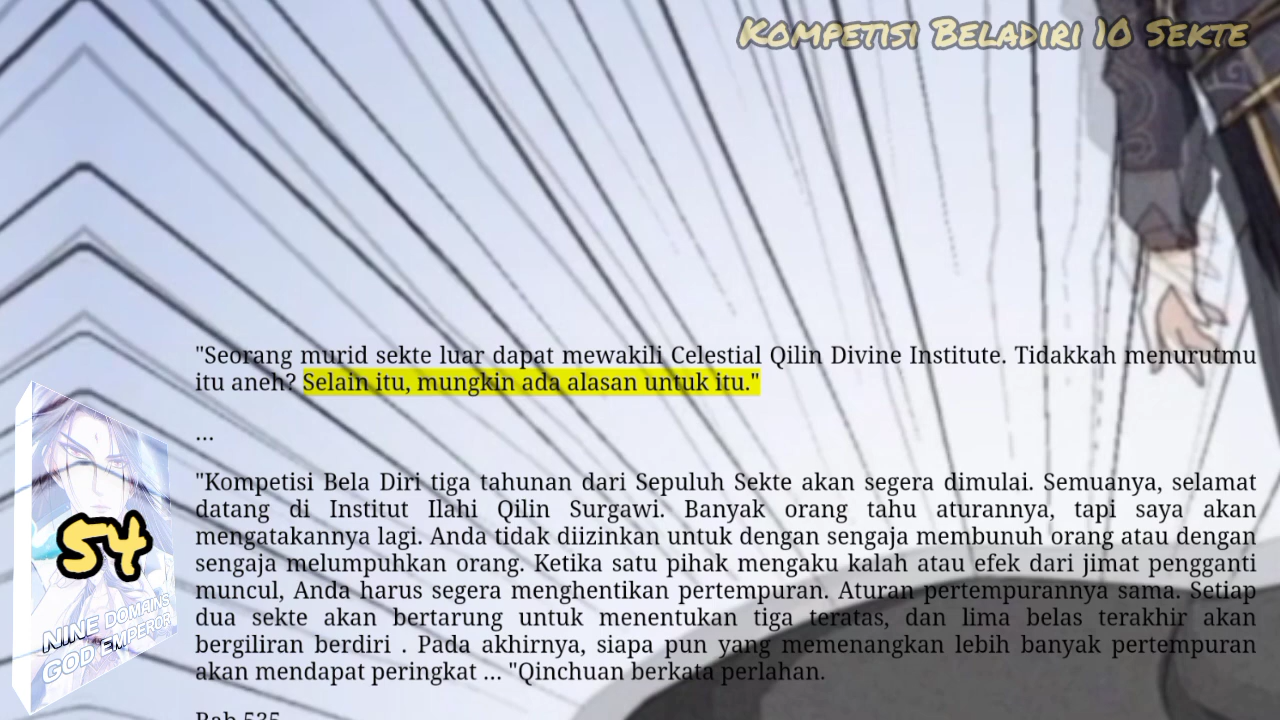 Kompetisi Beladiri 10 Sekte
"Seorang murid sekte luar dapat mewakili Celestial Qilin Divine Institute. Tidakkah menurutmu
itu aneh? Selain itu, mungkin ada alasan untuk itu."
...
"Kompetisi Bela Diri tiga tahunan dari Sepuluh Sekte akan segera dimulai. Semuanya, selamat
datang di Institut Ilahi Qilin Surgawi. Banyak orang tahu aturannya, tapi saya akan
mengatakannya lagi. Anda tidak diizinkan untuk dengan sengaja membunuh orang atau dengan
sengaja melumpuhkan orang. Ketika satu pihak mengaku kalah atau efek dari jimat pengganti
muncul, Anda harus segera menghentikan pertempuran. Aturan pertempurannya sama. Setiap
dua sekte akan bertarung untuk menentukan tiga teratas, dan lima belas terakhir akan
bergiliran berdiri . Pada akhirnya, siapa pun yang memenangkan lebih banyak pertempuran
akan mendapat peringkat ... "Qinchuan berkata perlahan.
Bab 535
54
NINE DOMAINS
GOD EMPEROR